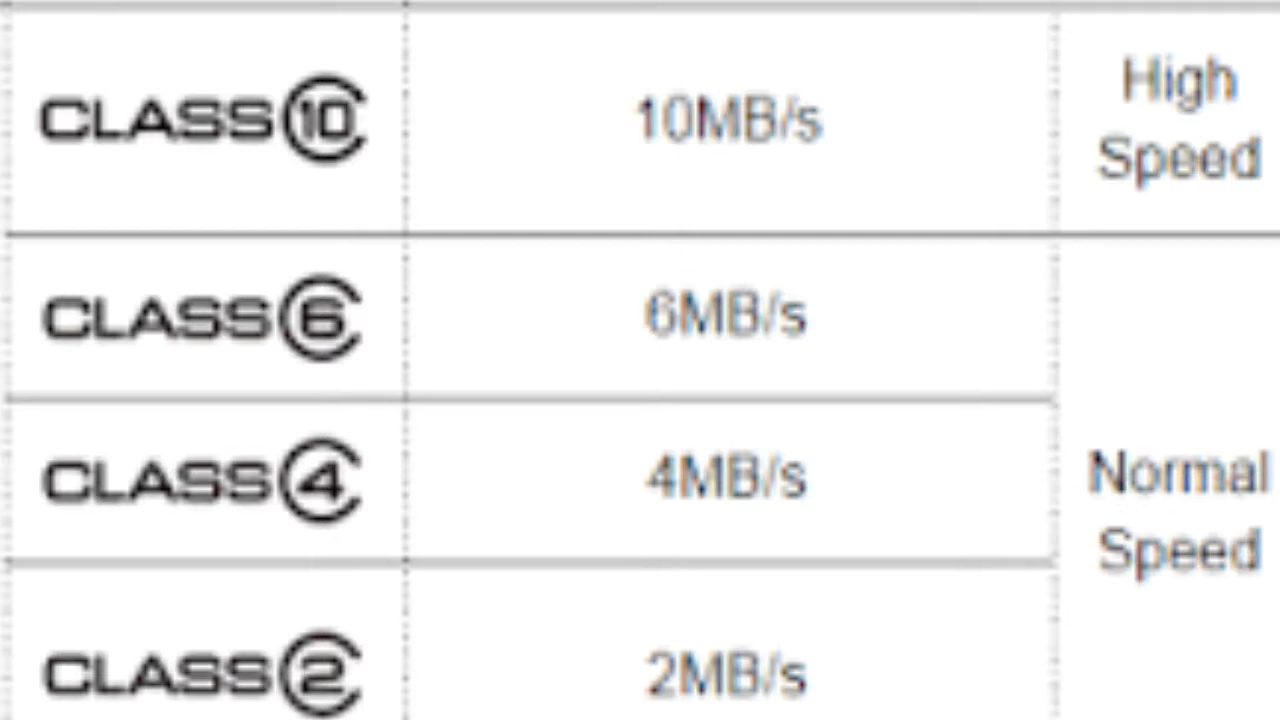 CLASS 10
10MB/s
High
Speed
CLASS 6
6MB/s
CLASS 4
4MB/s
Normal
Speed
CLASS 2
2MB/s